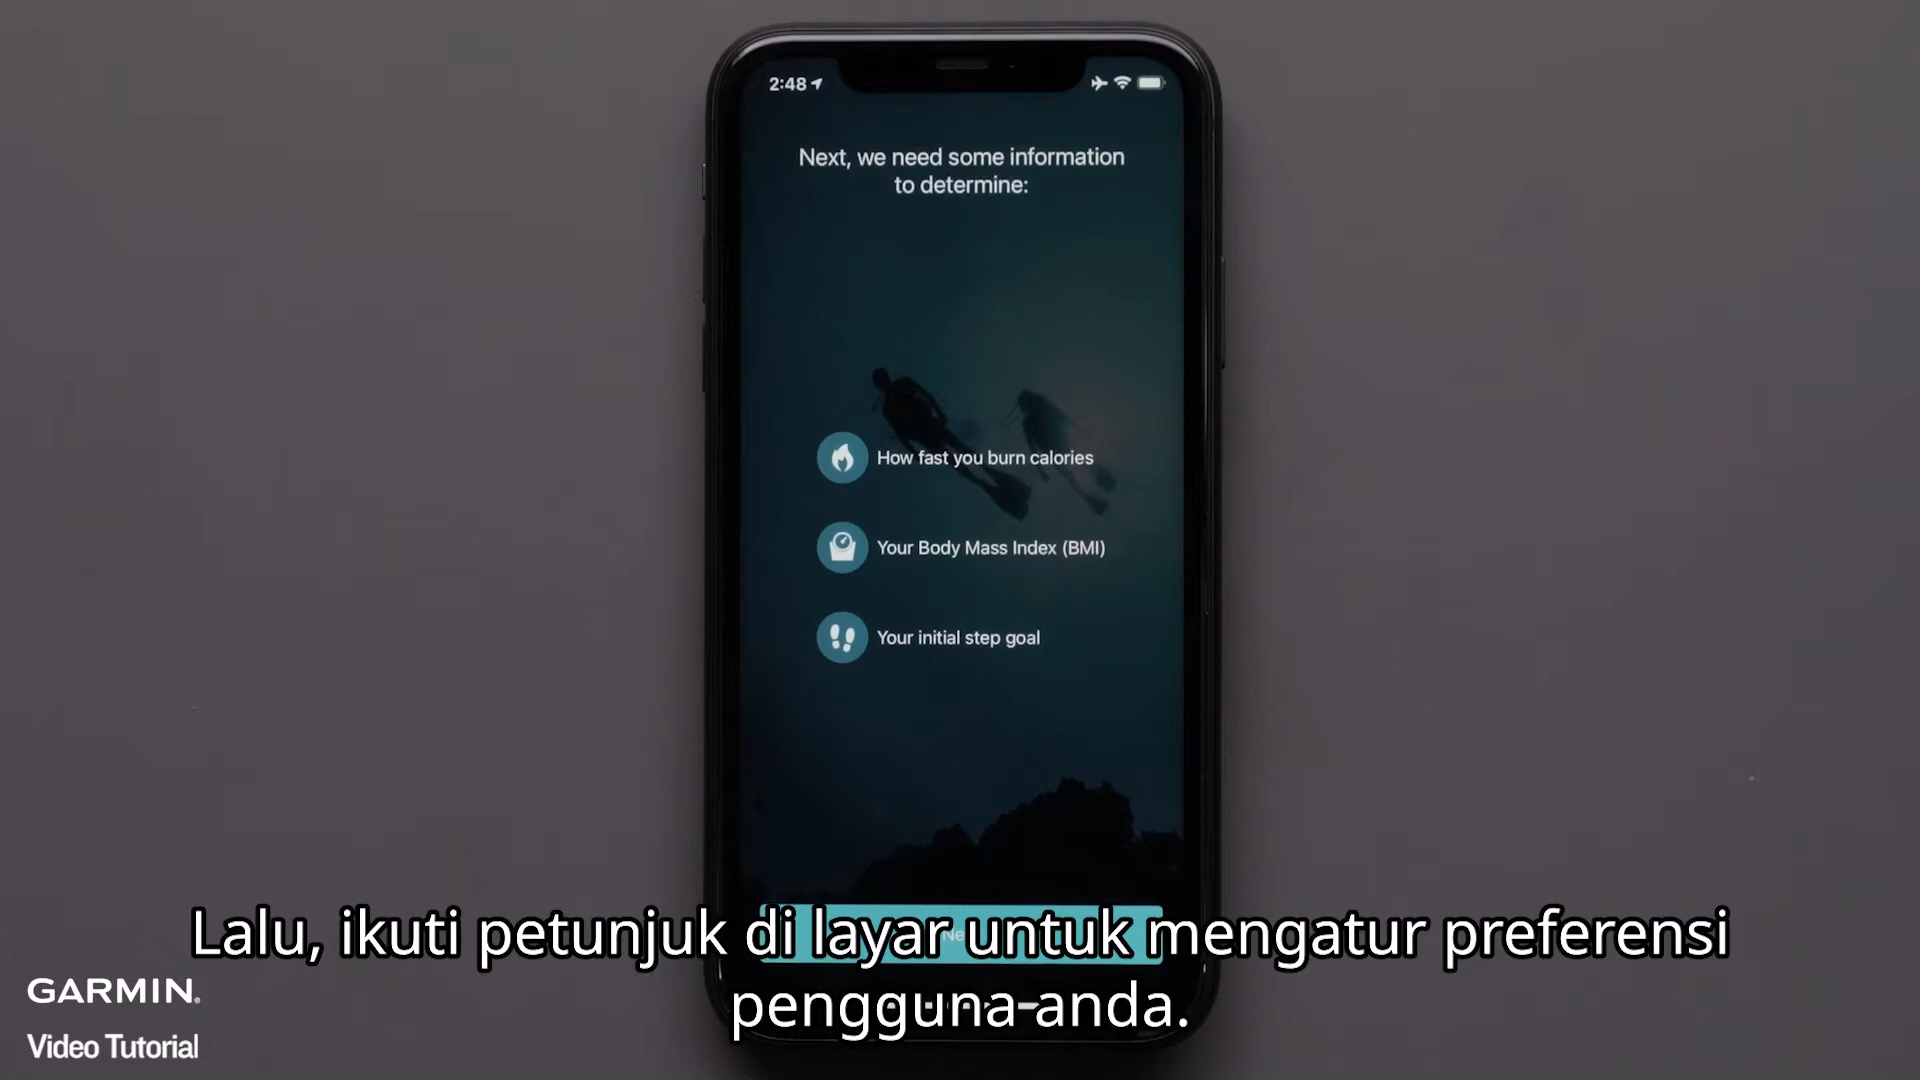 2:48
Next, we need some information
to determine:
How fast you burn calories
Your Body Mass Index (BMI)
Your initial step goal
Lalu, ikuti petunjuk di layar untuk mengatur preferensi
pengguna anda.
GARMIN
Video Tutorial